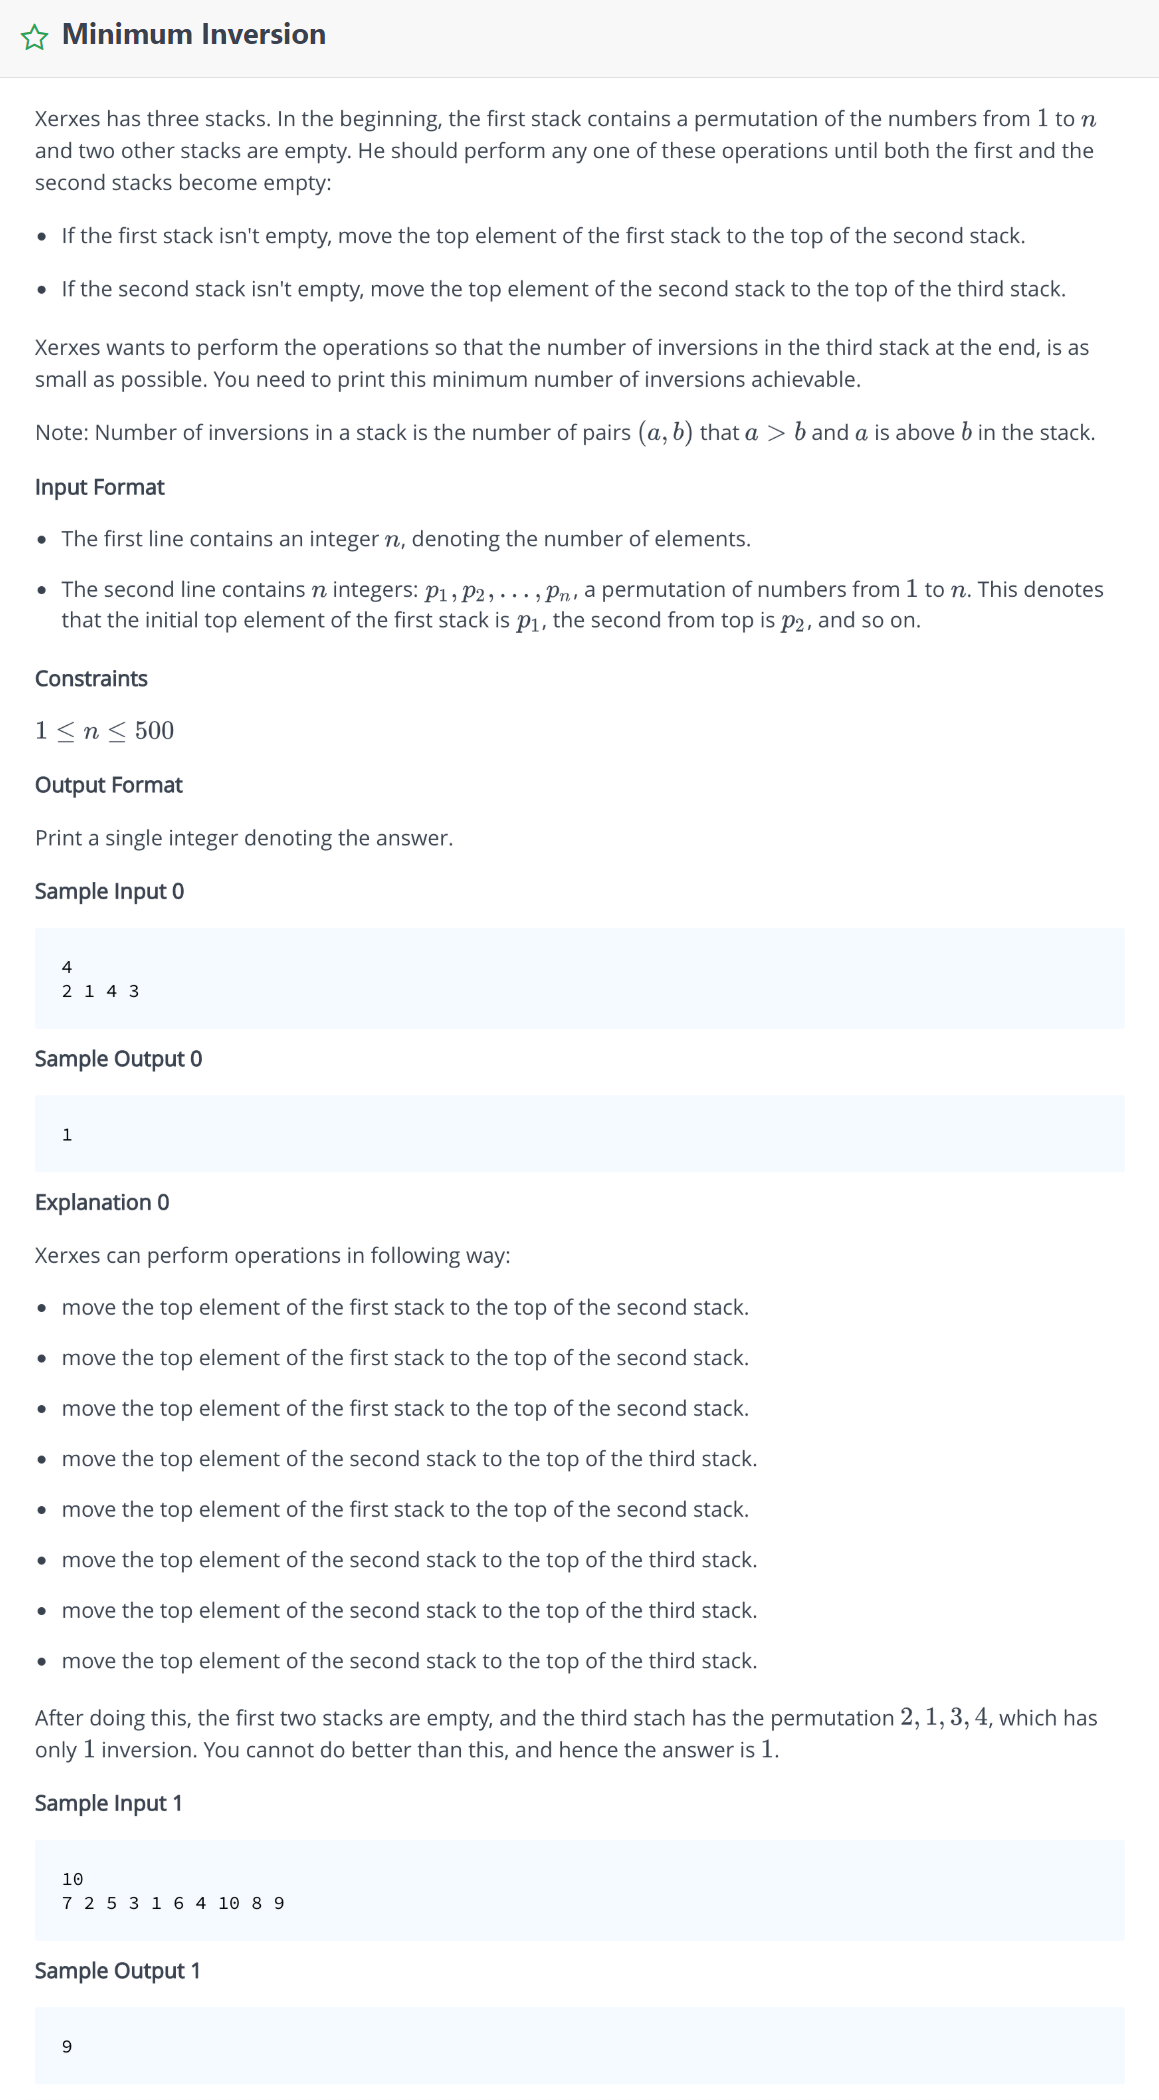 Minimum Inversion
Xerxes has three stacks. In the beginning, the first stack contains a permutation of the numbers from 1 to n
and two other stacks are empty. He should perform any one of these operations until both the first and the
second stacks become empty:
• If the first stack isn't empty, move the top element of the first stack to the top of the second stack.
• If the second stack isn't empty, move the top element of the second stack to the top of the third stack.
Xerxes wants to perform the operations so that the number of inversions in the third stack at the end, is as
small as possible. You need to print this minimum number of inversions achievable.
Note: Number of inversions in a stack is the number of pairs (a, b) that a > b and a is above b in the stack.
Input Format
• The first line contains an integer n, denoting the number of elements.
• The second line contains n integers: p₁, p₂, . . . , pₙ, a permutation of numbers from 1 to n. This denotes
that the initial top element of the first stack is p₁, the second from top is p₂, and so on.
Constraints
1 ≤ n ≤ 500
Output Format
Print a single integer denoting the answer.
Sample Input 0
4
2 1 4 3
Sample Output 0
1
Explanation 0
Xerxes can perform operations in following way:
• move the top element of the first stack to the top of the second stack.
• move the top element of the first stack to the top of the second stack.
• move the top element of the first stack to the top of the second stack.
• move the top element of the second stack to the top of the third stack.
• move the top element of the first stack to the top of the second stack.
• move the top element of the second stack to the top of the third stack.
• move the top element of the second stack to the top of the third stack.
• move the top element of the second stack to the top of the third stack.
After doing this, the first two stacks are empty, and the third stach has the permutation 2, 1, 3, 4, which has
only 1 inversion. You cannot do better than this, and hence the answer is 1.
Sample Input 1
10
7 2 5 3 1 6 4 10 8 9
Sample Output 1
9